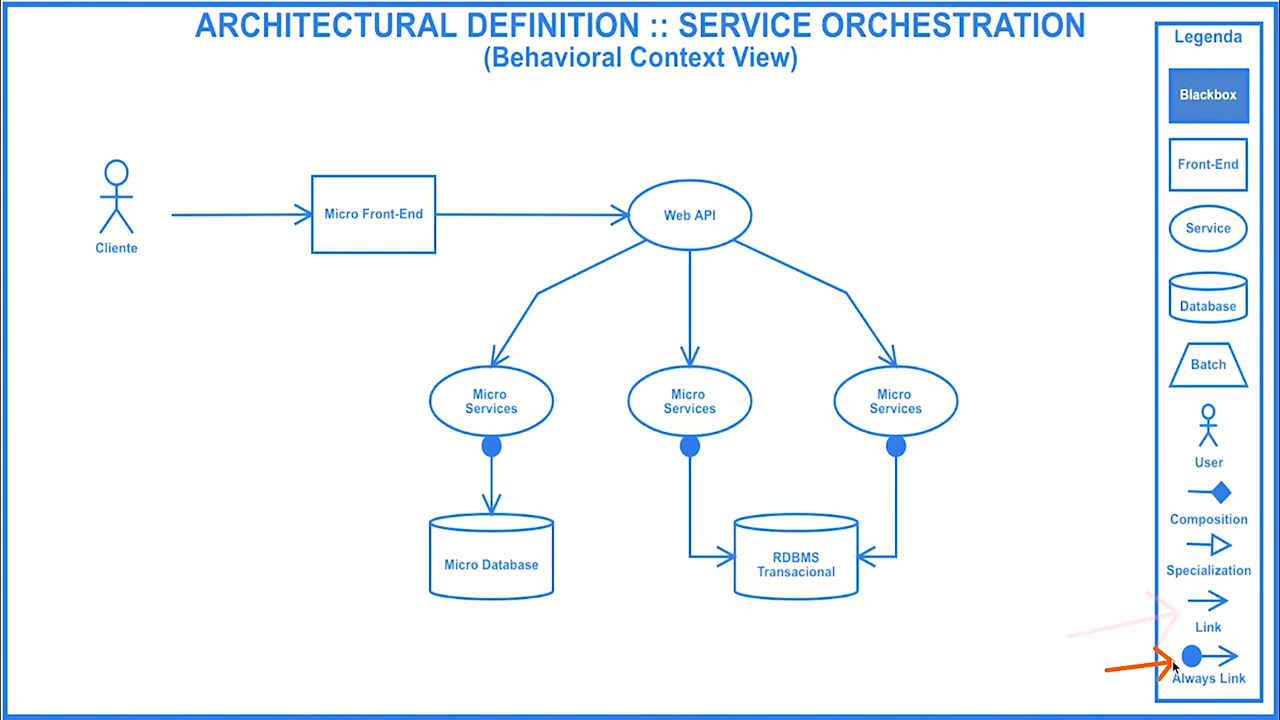 ARCHITECTURAL DEFINITION :: SERVICE ORCHESTRATION
(Behavioral Context View)
Legenda
Blackbox
Front-End
Service
Database
Batch
User
Composition
Specialization
Link
Always Link
Cliente
Micro Front-End
Web API
Micro
Services
Micro
Services
Micro
Services
Micro Database
RDBMS
Transacional